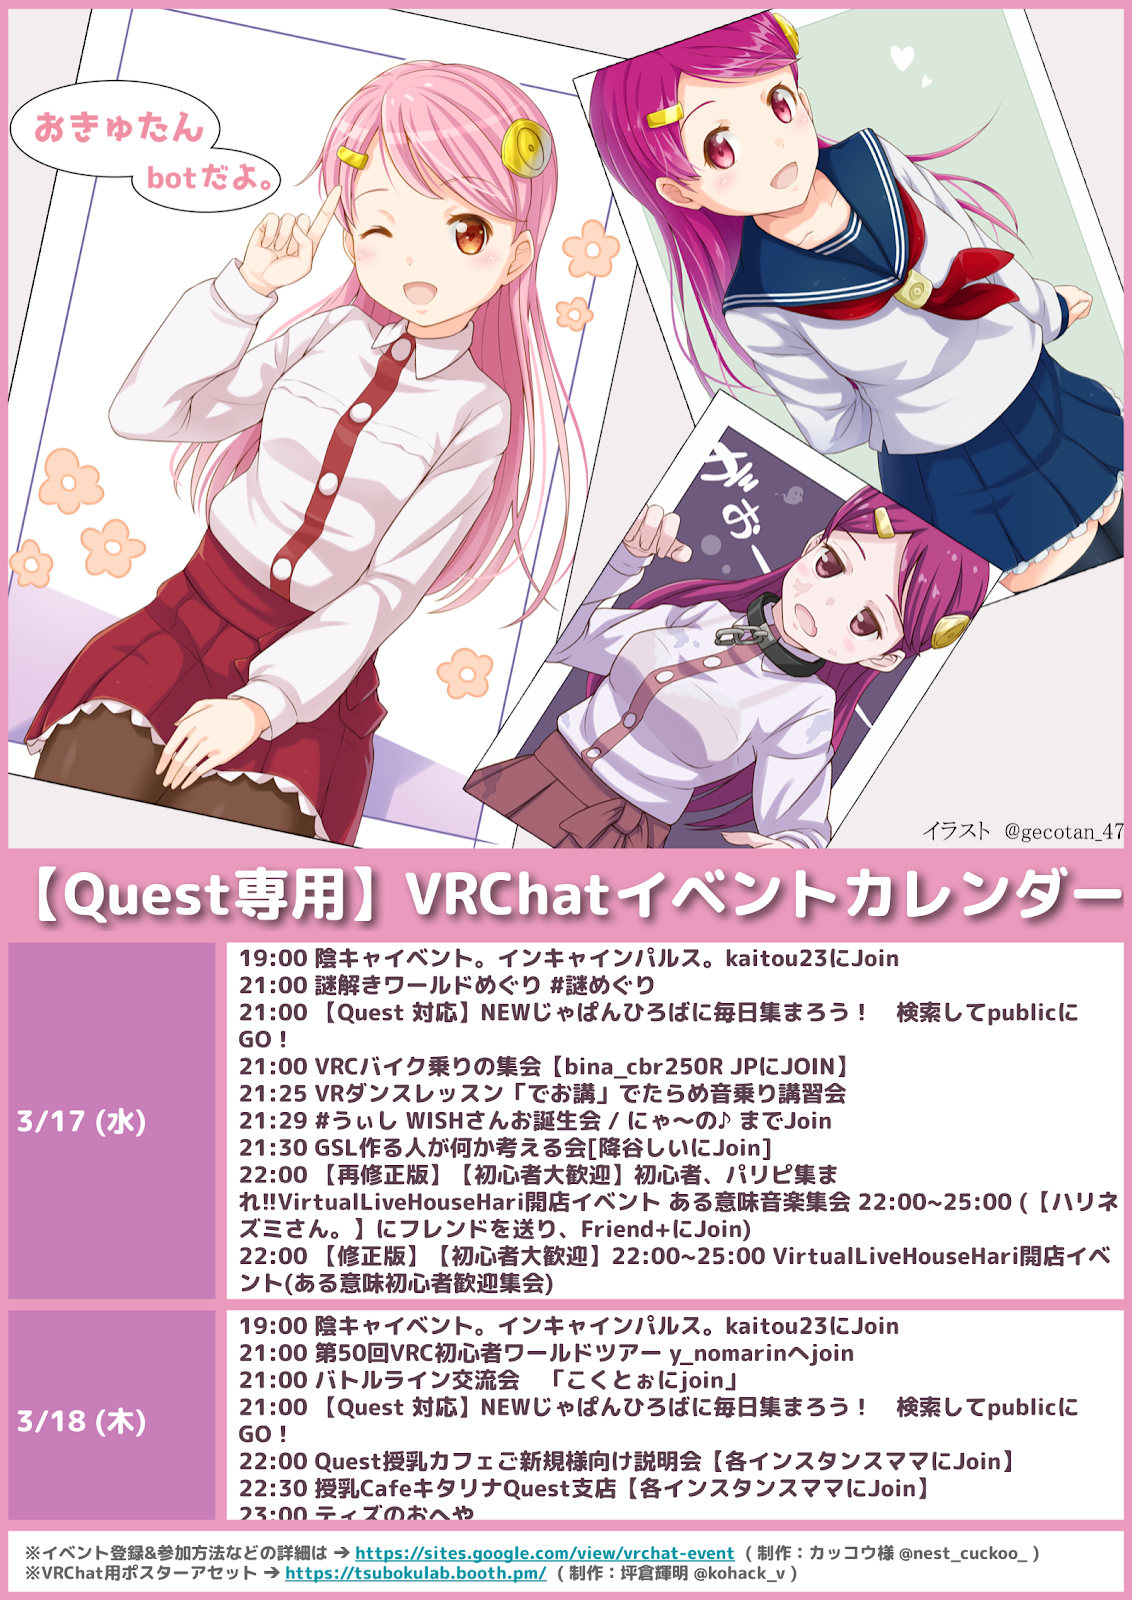 おきゅたん
botだよ。
がおー
イラスト @gecotan_47
【Quest専用】VRChatイベントカレンダー
3/17 (水)
19:00 陰キャイベント。インキャインパルス。kaitou23にJoin
21:00 謎解きワールドめぐり #謎めぐり
21:00 【Quest 対応】NEWじゃぱんひろばに毎日集まろう！　検索してpublicに
GO！
21:00 VRCバイク乗りの集会【bina_cbr250R JPにJOIN】
21:25 VRダンスレッスン「でお講」でたらめ音乗り講習会
21:29 #うぃし WISHさんお誕生会 / にゃ～の♪ までJoin
21:30 GSL作る人が何か考える会[降谷しいにJoin]
22:00 【再修正版】【初心者大歓迎】初心者、パリピ集ま
れ!!VirtualLiveHouseHari開店イベント ある意味音楽集会 22:00~25:00 (【ハリネ
ズミさん。】にフレンドを送り、Friend+にJoin)
22:00 【修正版】【初心者大歓迎】22:00~25:00 VirtualLiveHouseHari開店イベ
ント(ある意味初心者歓迎集会)
3/18 (木)
19:00 陰キャイベント。インキャインパルス。kaitou23にJoin
21:00 第50回VRC初心者ワールドツアー y_nomarinへjoin
21:00 バトルライン交流会　「こくとぉにjoin」
21:00 【Quest 対応】NEWじゃぱんひろばに毎日集まろう！　検索してpublicに
GO！
22:00 Quest授乳カフェご新規様向け説明会【各インスタンスママにJoin】
22:30 授乳CafeキタリナQuest支店【各インスタンスママにJoin】
23:00 ティズのおへや
※イベント登録&参加方法などの詳細は → https://sites.google.com/view/vrchat-event ( 制作：カッコウ様 @nest_cuckoo_ )
※VRChat用ポスターアセット → https://tsubokulab.booth.pm/ ( 制作：坪倉輝明 @kohack_v )